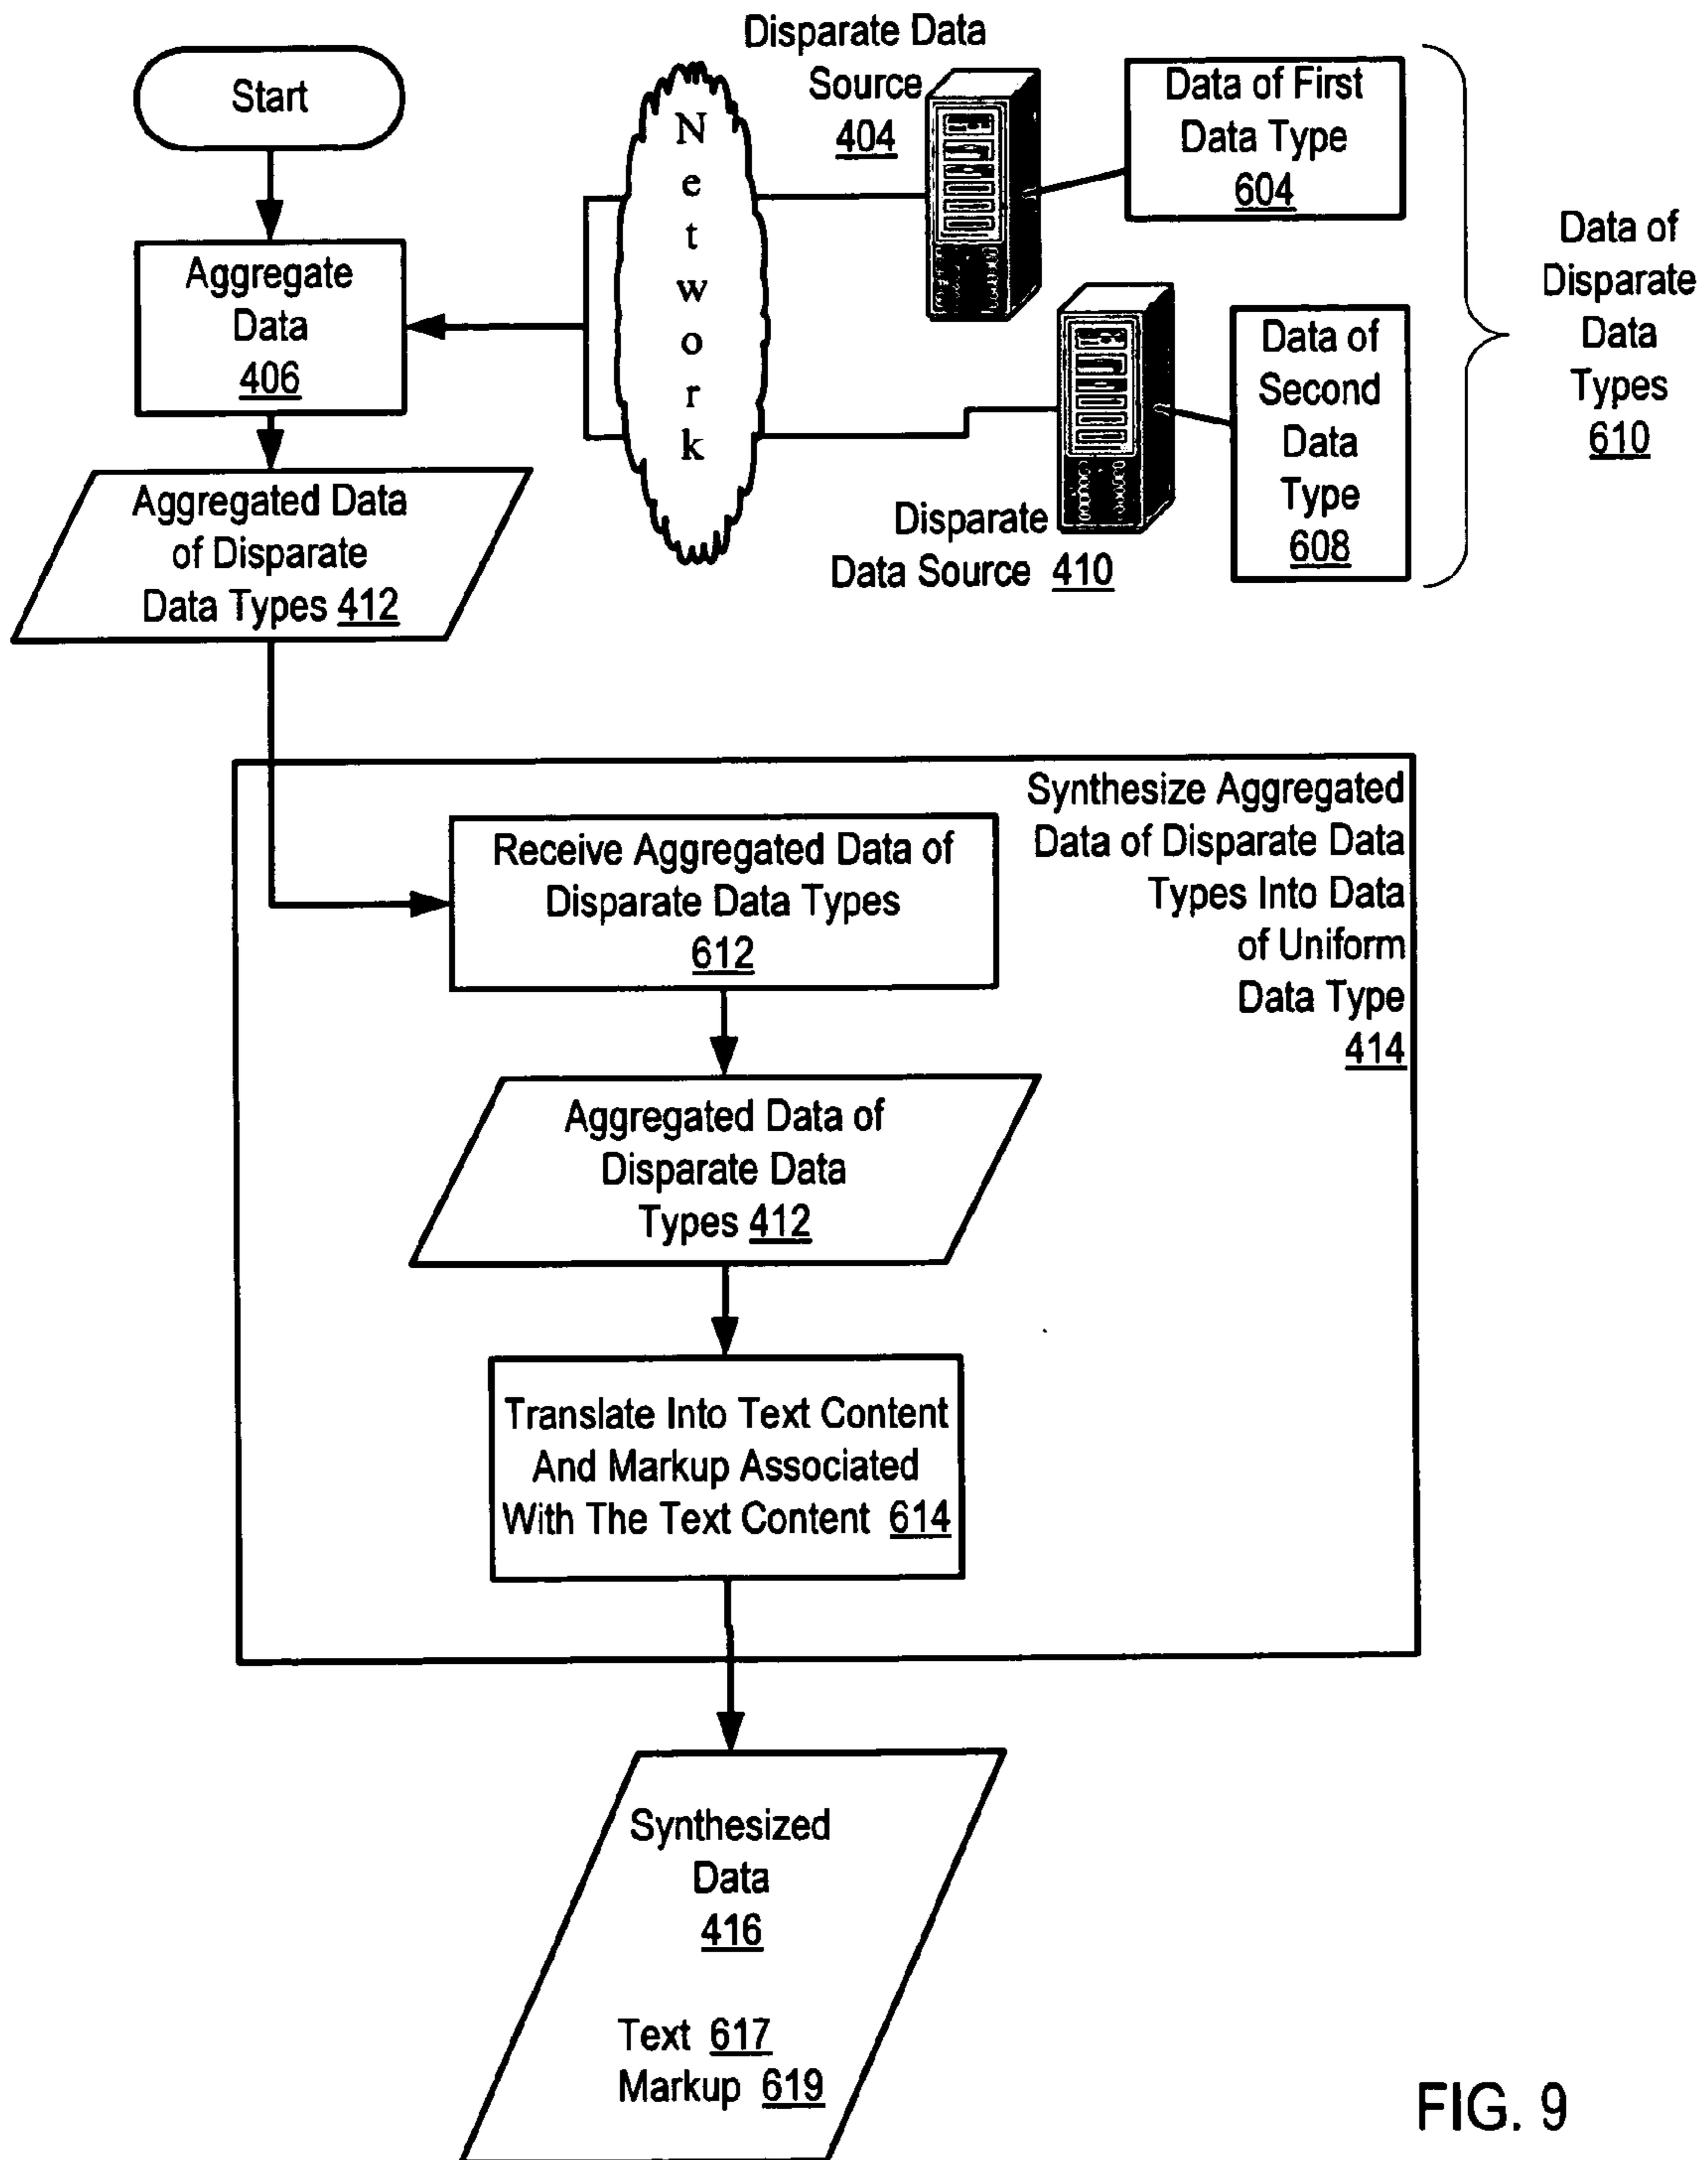 Start
Aggregate
Data
406
Aggregated Data
of Disparate
Data Types 412
Network
Disparate Data
Source
404
Data of First
Data Type
604
Disparate
Data Source 410
Data of
Second
Data
Type
608
Data of
Disparate
Data
Types
610
Synthesize Aggregated
Data of Disparate Data
Types Into Data
of Uniform
Data Type
414
Receive Aggregated Data of
Disparate Data Types
612
Aggregated Data of
Disparate Data
Types 412
Translate Into Text Content
And Markup Associated
With The Text Content 614
Synthesized
Data
416
Text 617
Markup 619
FIG. 9